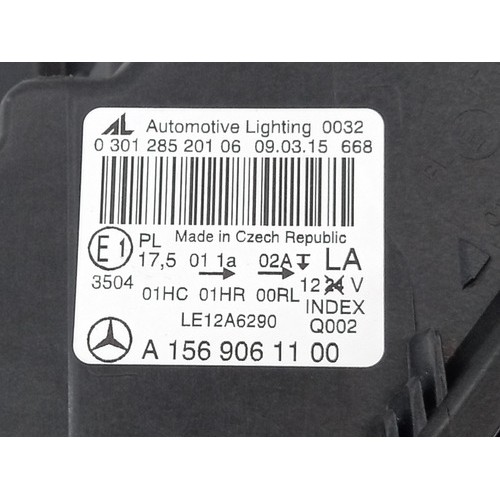 AL Automotive Lighting 0032
0 301 285 201 06 09.03.15 668
Made in Czech Republic
E1 PL 17,5 01 1a 02A LA
3504 → → 12 24 V
01HC 01HR 00RL INDEX
LE12A6290 Q002
A 156 906 11 00